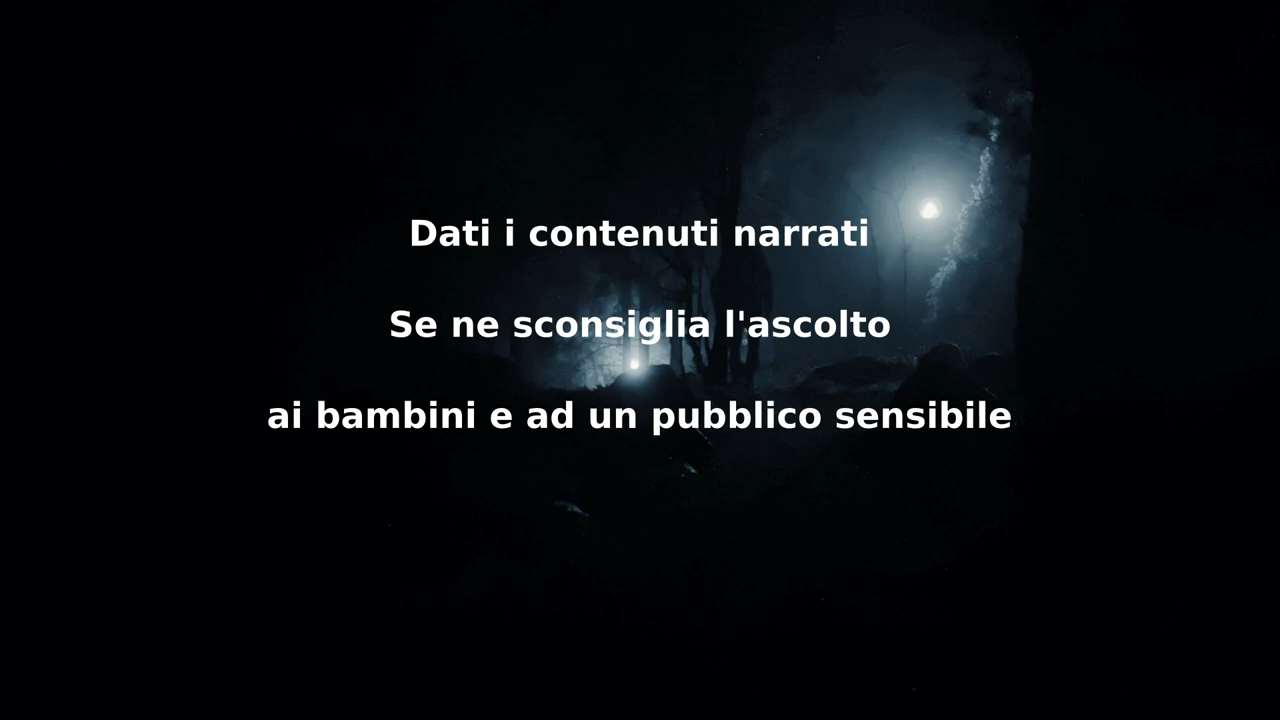 Dati i contenuti narrati
Se ne sconsiglia l'ascolto
ai bambini e ad un pubblico sensibile